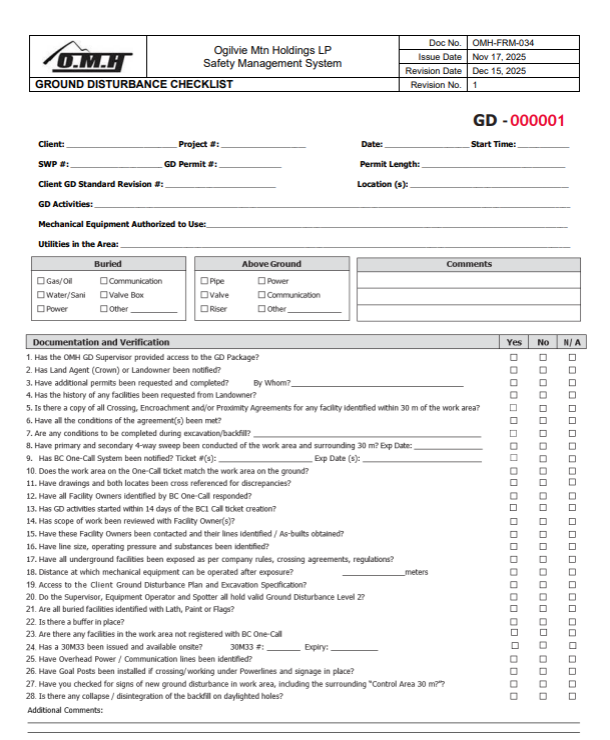 O.M.H
Ogilvie Mtn Holdings LP
Safety Management System
Doc No. OMH-FRM-034
Issue Date Nov 17, 2025
Revision Date Dec 15, 2025
GROUND DISTURBANCE CHECKLIST Revision No. 1
GD - 000001
Client: Project #: Date: Start Time:
SWP #: GD Permit #: Permit Length:
Client GD Standard Revision #: Location (s):
GD Activities:
Mechanical Equipment Authorized to Use:
Utilities in the Area:
Buried Above Ground Comments
☐ Gas/Oil ☐ Communication ☐ Pipe ☐ Power
☐ Water/Sani ☐ Valve Box ☐ Valve ☐ Communication
☐ Power ☐ Other ☐ Riser ☐ Other
Documentation and Verification Yes No N/ A
1. Has the OMH GD Supervisor provided access to the GD Package? ☐ ☐ ☐
2. Has Land Agent (Crown) or Landowner been notified? ☐ ☐ ☐
3. Have additional permits been requested and completed? By Whom? ☐ ☐ ☐
4. Has the history of any facilities been requested from Landowner? ☐ ☐ ☐
5. Is there a copy of all Crossing, Encroachment and/or Proximity Agreements for any facility identified within 30 m of the work area? ☐ ☐ ☐
6. Have all the conditions of the agreement(s) been met? ☐ ☐ ☐
7. Are any conditions to be completed during excavation/backfill? ☐ ☐ ☐
8. Have primary and secondary 4-way sweep been conducted of the work area and surrounding 30 m? Exp Date: ☐ ☐ ☐
9. Has BC One-Call System been notified? Ticket #(s): Exp Date (s): ☐ ☐ ☐
10. Does the work area on the One-Call ticket match the work area on the ground? ☐ ☐ ☐
11. Have drawings and both locates been cross referenced for discrepancies? ☐ ☐ ☐
12. Have all Facility Owners identified by BC One-Call responded? ☐ ☐ ☐
13. Has GD activities started within 14 days of the BC1 Call ticket creation? ☐ ☐ ☐
14. Has scope of work been reviewed with Facility Owner(s)? ☐ ☐ ☐
15. Have these Facility Owners been contacted and their lines identified / As-builts obtained? ☐ ☐ ☐
16. Have line size, operating pressure and substances been identified? ☐ ☐ ☐
17. Have all underground facilities been exposed as per company rules, crossing agreements, regulations? ☐ ☐ ☐
18. Distance at which mechanical equipment can be operated after exposure? meters ☐ ☐ ☐
19. Access to the Client Ground Disturbance Plan and Excavation Specification? ☐ ☐ ☐
20. Do the Supervisor, Equipment Operator and Spotter all hold valid Ground Disturbance Level 2? ☐ ☐ ☐
21. Are all buried facilities identified with Lath, Paint or Flags? ☐ ☐ ☐
22. Is there a buffer in place? ☐ ☐ ☐
23. Are there any facilities in the work area not registered with BC One-Call ☐ ☐ ☐
24. Has a 30M33 been issued and available onsite? 30M33 #: Expiry: ☐ ☐ ☐
25. Have Overhead Power / Communication lines been identified? ☐ ☐ ☐
26. Have Goal Posts been installed if crossing/working under Powerlines and signage in place? ☐ ☐ ☐
27. Have you checked for signs of new ground disturbance in work area, including the surrounding "Control Area 30 m?"? ☐ ☐ ☐
28. Is there any collapse / disintegration of the backfill on daylighted holes? ☐ ☐ ☐
Additional Comments: